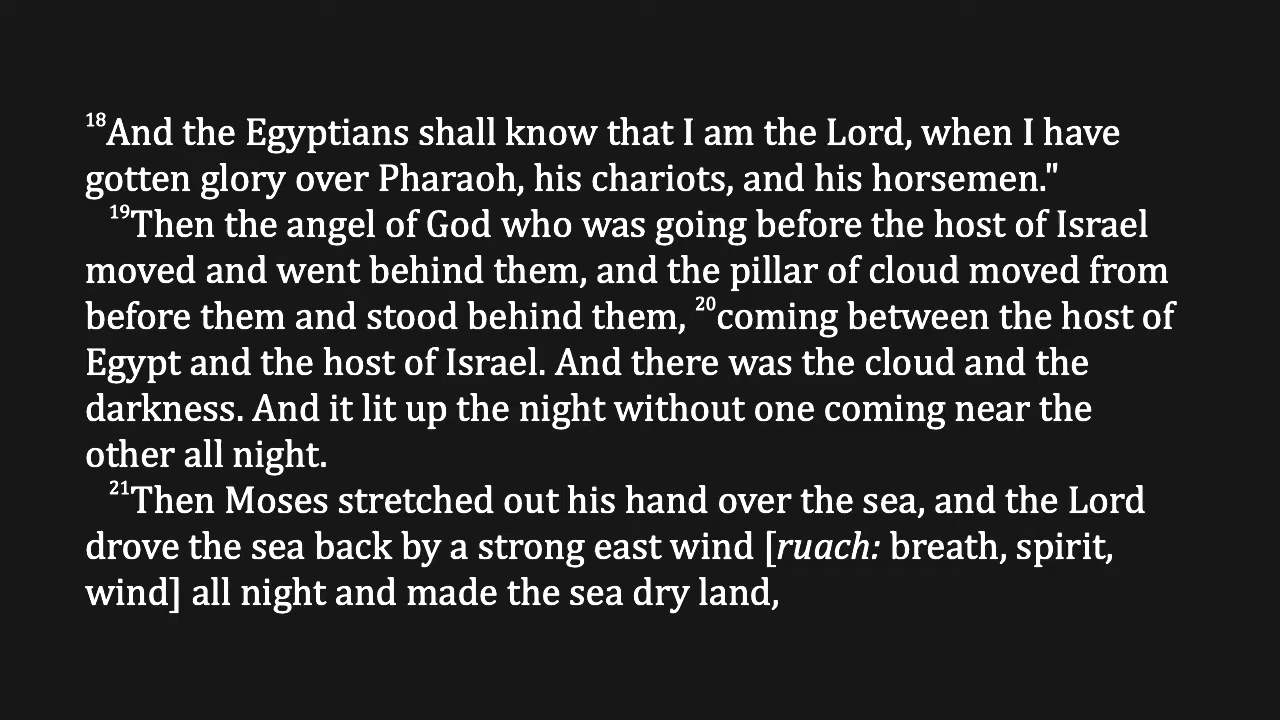 18And the Egyptians shall know that I am the Lord, when I have
gotten glory over Pharaoh, his chariots, and his horsemen."
19Then the angel of God who was going before the host of Israel
moved and went behind them, and the pillar of cloud moved from
before them and stood behind them, 20coming between the host of
Egypt and the host of Israel. And there was the cloud and the
darkness. And it lit up the night without one coming near the
other all night.
21Then Moses stretched out his hand over the sea, and the Lord
drove the sea back by a strong east wind [ruach: breath, spirit,
wind] all night and made the sea dry land,